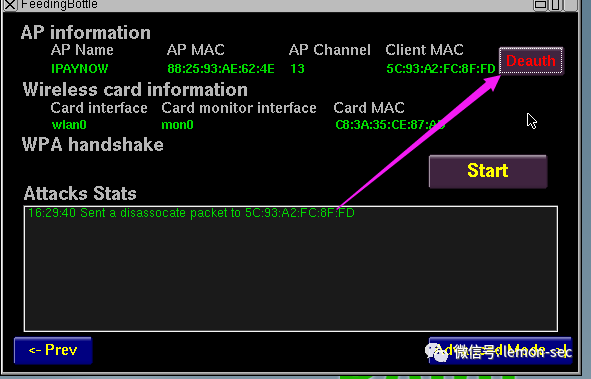 FeedingBottle
AP information
AP Name AP MAC AP Channel Client MAC
IPAYNOW 88:25:93:AE:62:4E 13 5C:93:A2:FC:8F:FD
Deauth
Wireless card information
Card interface Card monitor interface Card MAC
wlan0 mon0 C8:3A:35:CE:87:AD
WPA handshake
Start
Attacks Stats
16:29:40 Sent a disassocate packet to 5C:93:A2:FC:8F:FD
<- Prev
微信号: lemon-sec